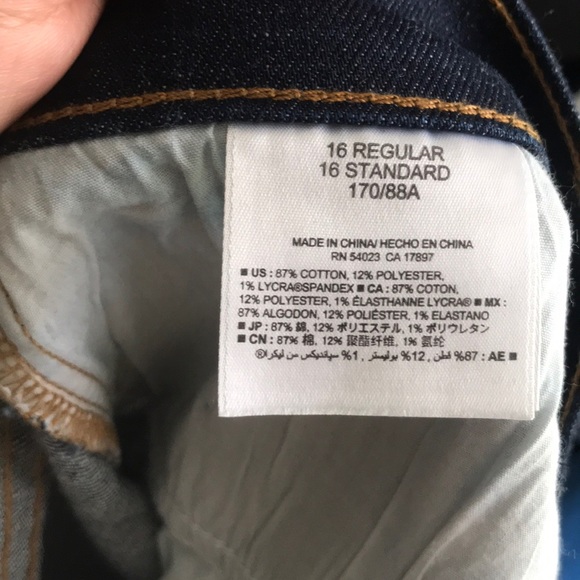 16 REGULAR
16 STANDARD
170/88A
MADE IN CHINA/ HECHO EN CHINA
RN 54023 CA 17897
■ US : 87% COTTON, 12% POLYESTER,
1% LYCRA®SPANDEX ■ CA : 87% COTON,
12% POLYESTER, 1% ÉLASTHANNE LYCRA® ■ MX :
87% ALGODON, 12% POLIÉSTER, 1% ELASTANO
■ JP : 87% 綿, 12% ポリエステル, 1% ポリウレタン
■ CN : 87% 棉, 12% 聚酯纤维, 1% 氨纶
■ AE : 87% قطن, 12% بوليستر, 1% سباندیکس من ليكرا®